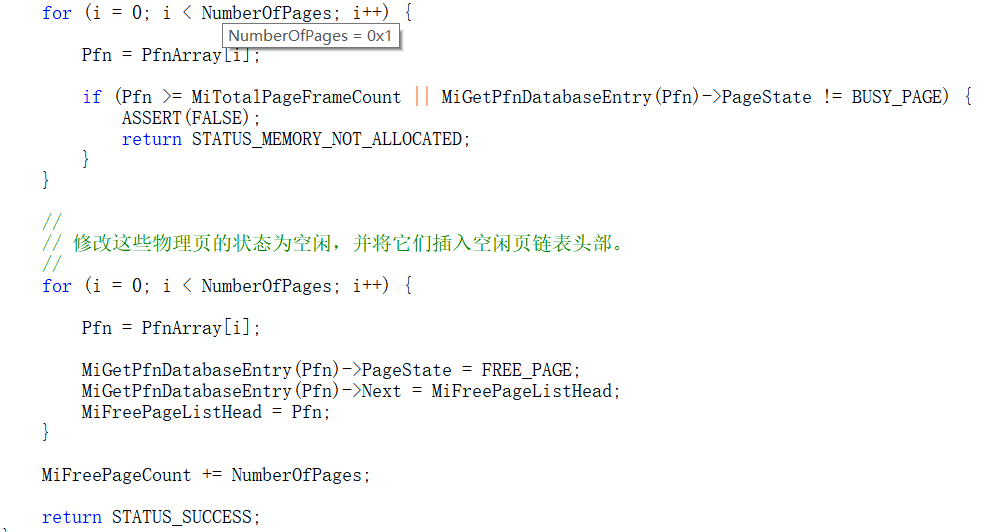 for (i = 0; i < NumberOfPages; i++) {
NumberOfPages = 0x1
Pfn = PfnArray[i];
if (Pfn >= MiTotalPageFrameCount || MiGetPfnDatabaseEntry(Pfn)->PageState != BUSY_PAGE) {
ASSERT(FALSE);
return STATUS_MEMORY_NOT_ALLOCATED;
}
}
//
// 修改这些物理页的状态为空闲，并将它们插入空闲页链表头部。
//
for (i = 0; i < NumberOfPages; i++) {
Pfn = PfnArray[i];
MiGetPfnDatabaseEntry(Pfn)->PageState = FREE_PAGE;
MiGetPfnDatabaseEntry(Pfn)->Next = MiFreePageListHead;
MiFreePageListHead = Pfn;
}
MiFreePageCount += NumberOfPages;
return STATUS_SUCCESS;